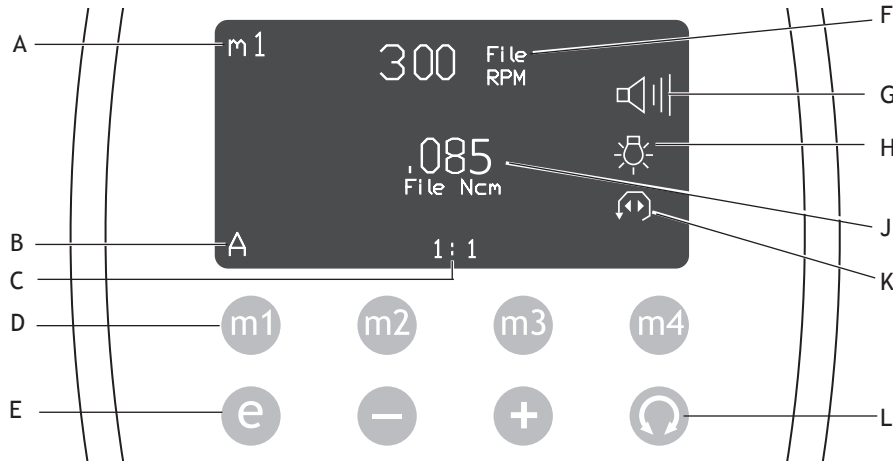 A
m1
300
File
RPM
F
G
H
.085
File Ncm
J
B
A
1:1
C
K
D
m1
m2
m3
m4
E
e
−
+
L